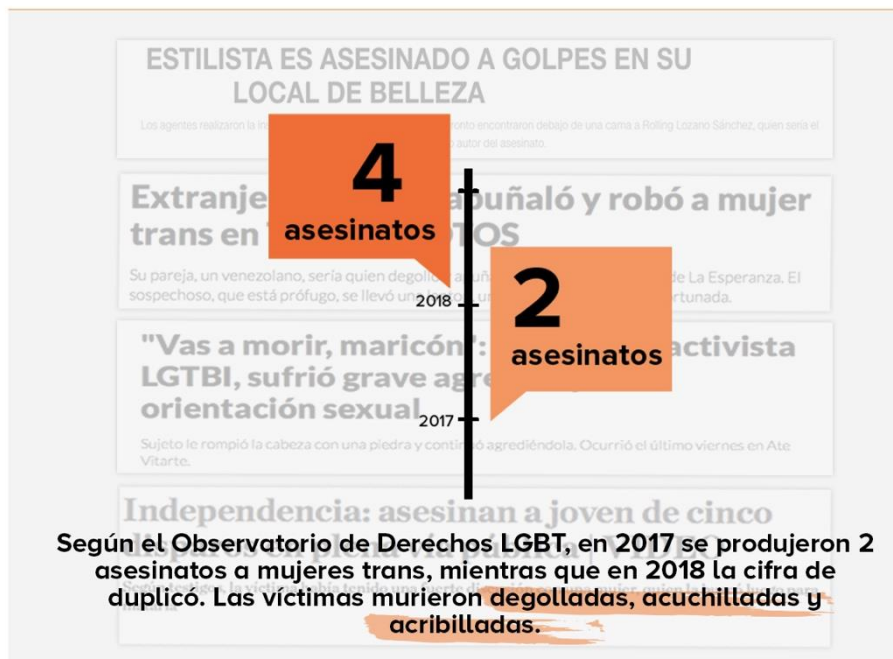 ESTILISTA ES ASESINADO A GOLPES EN SU
LOCAL DE BELLEZA
Los agentes realizaron la encontraron debajo de una cama a Rolling Lozano Sánchez, quien sería el
autor del asesinato.
4
asesinatos
Extranje puñaló y robó a mujer
trans en OTOS
Su pareja, un venezolano, sería quien degolló de La Esperanza. El
sospechoso, que está prófugo, se llevó
2018
2
asesinatos
"Vas a morir, maricón": activista
LGTBI, sufrió grave
orientación sexual
2017
Sujeto le rompió la cabeza con una piedra y continuó agrediéndola. Ocurrió el último viernes en Ate
Vitarte.
Independencia: asesinan a joven de cinco
Según el Observatorio de Derechos LGBT, en 2017 se produjeron 2
asesinatos a mujeres trans, mientras que en 2018 la cifra de
duplicó. Las víctimas murieron degolladas, acuchilladas y
acribilladas.